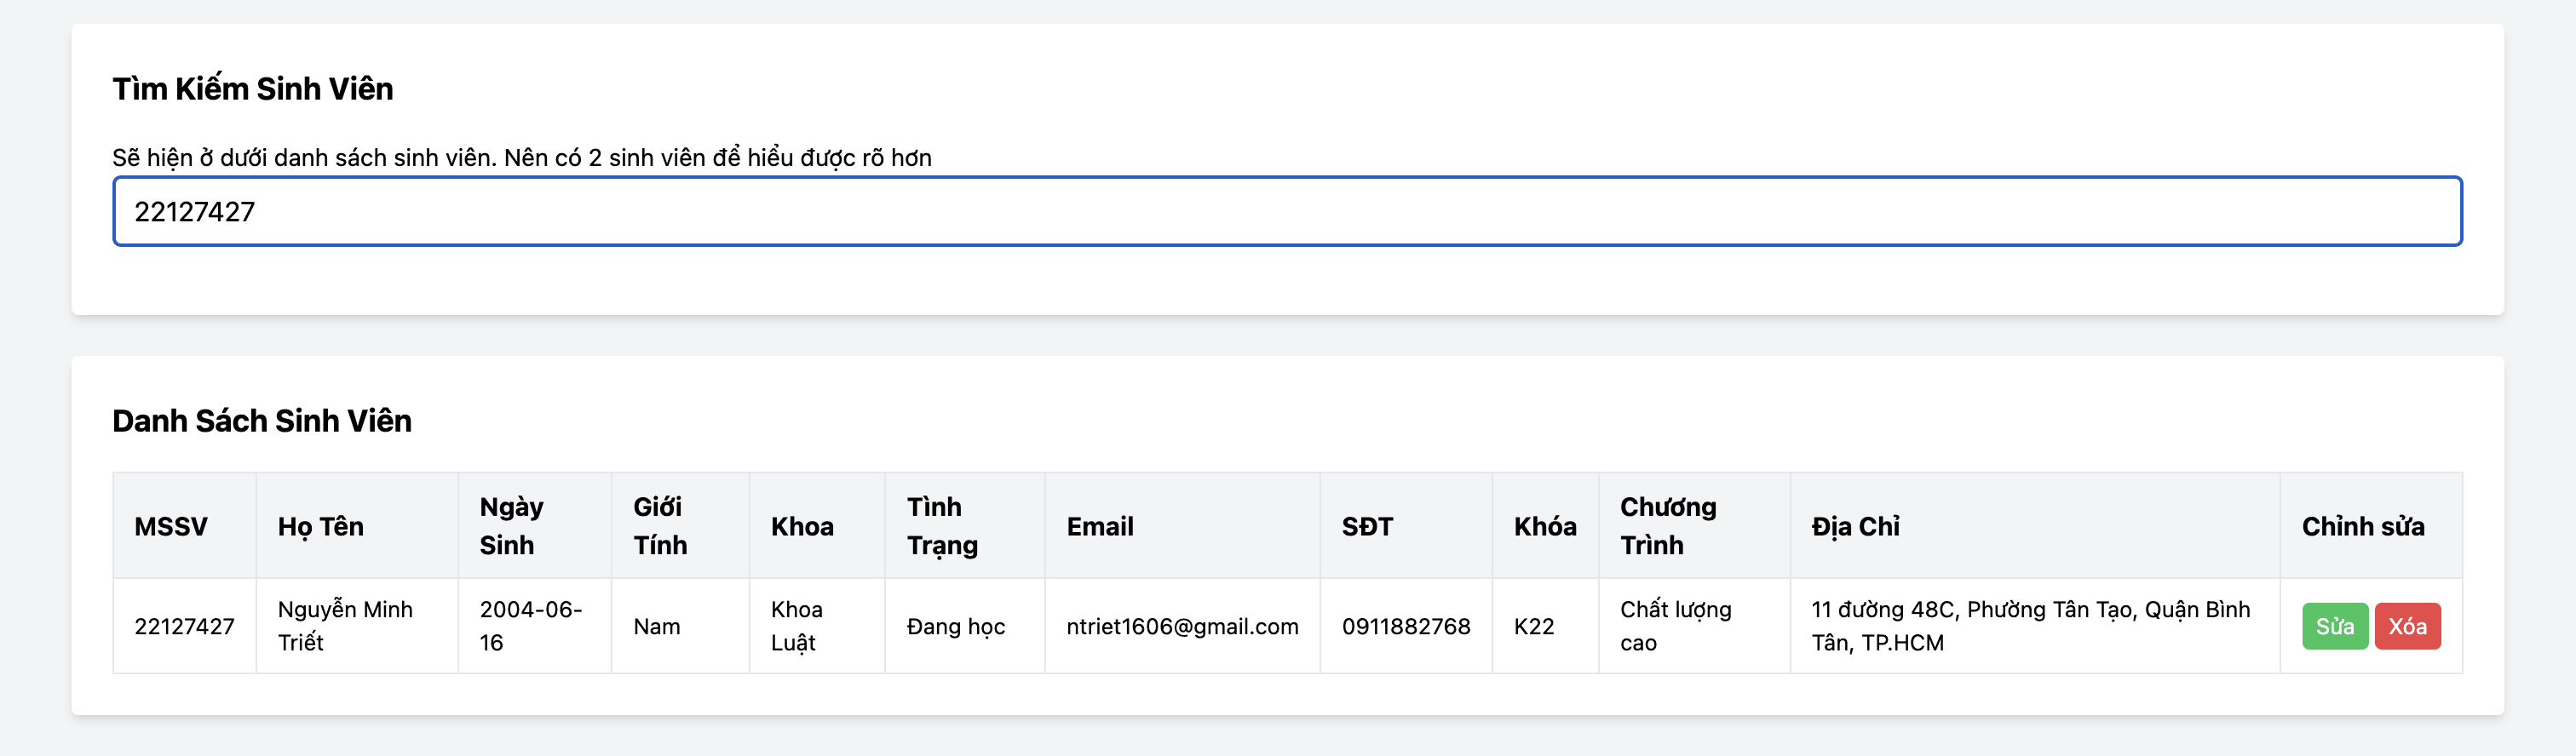 Tìm Kiếm Sinh Viên
Sẽ hiện ở dưới danh sách sinh viên. Nên có 2 sinh viên để hiểu được rõ hơn
22127427
Danh Sách Sinh Viên
MSSV Họ Tên Ngày Sinh Giới Tính Khoa Tình Trạng Email SĐT Khóa Chương Trình Địa Chỉ Chỉnh sửa
22127427 Nguyễn Minh Triết 2004-06-16 Nam Khoa Luật Đang học ntriet1606@gmail.com 0911882768 K22 Chất lượng cao 11 đường 48C, Phường Tân Tạo, Quận Bình Tân, TP.HCM Sửa Xóa